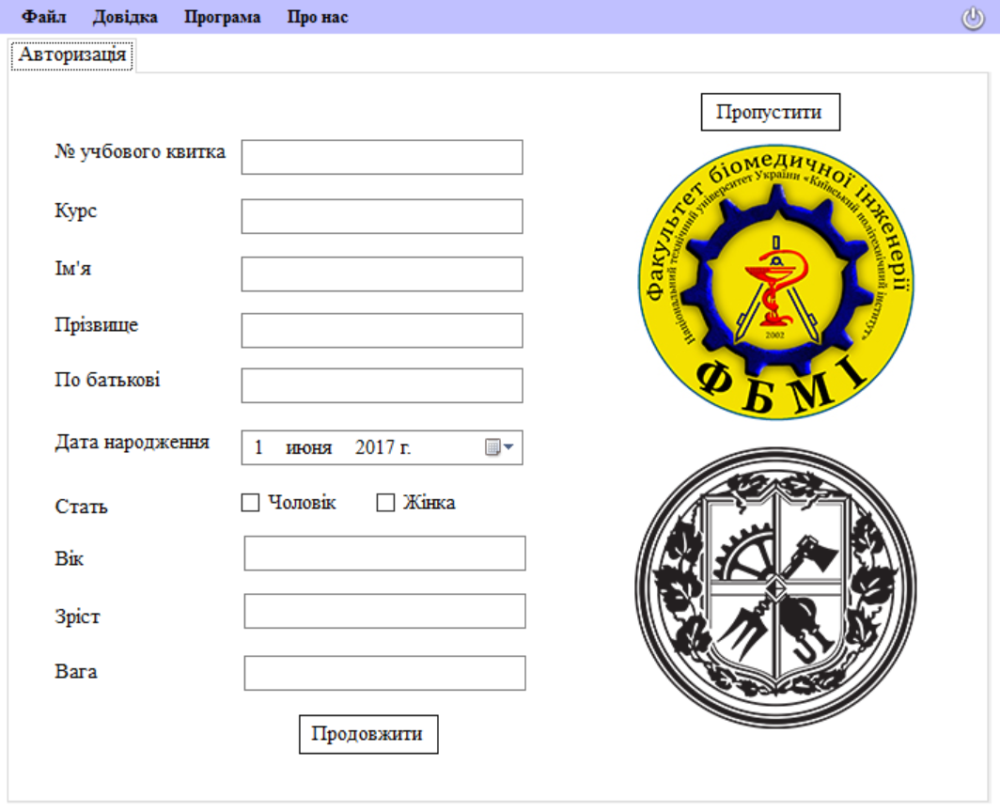 Файл Довідка Програма Про нас
Авторизація
Пропустити
№ учбового квитка
Курс
Ім'я
Прізвище
По батькові
Дата народження 1 июня 2017 г.
Стать Чоловік Жінка
Вік
Зріст
Вага
Продовжити
Факультет біомедичної інженерії
Національний технічний університет України «Київський політехнічний інститут»
2002
ФБМІ